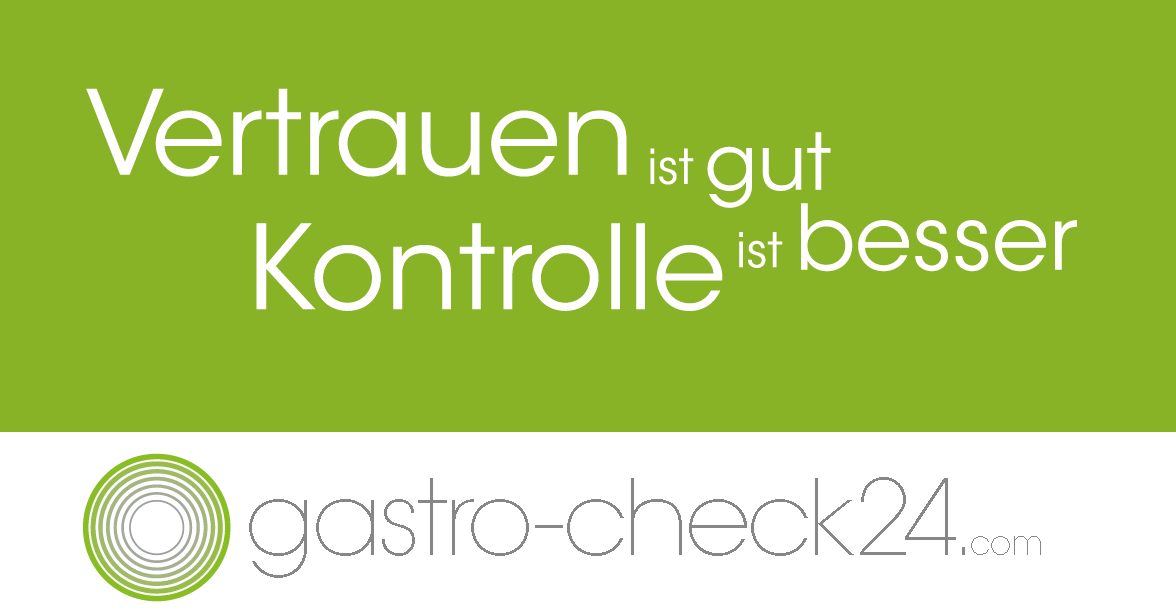 Vertrauen ist gut
Kontrolle ist besser
gastro-check24.com